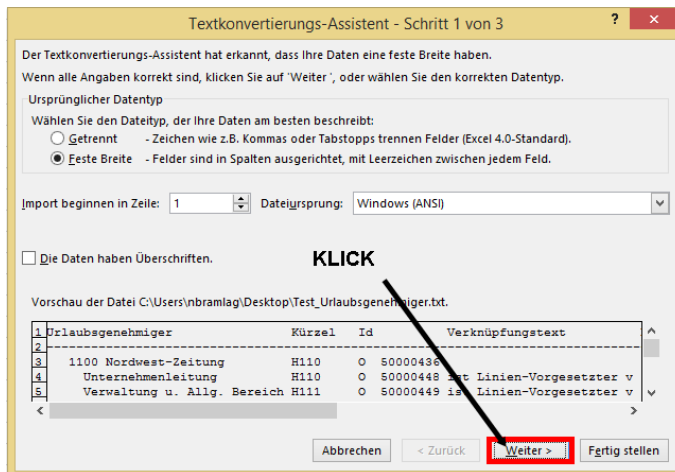 Textkonvertierungs-Assistent - Schritt 1 von 3
? ×
Der Textkonvertierungs-Assistent hat erkannt, dass Ihre Daten eine feste Breite haben.
Wenn alle Angaben korrekt sind, klicken Sie auf 'Weiter ', oder wählen Sie den korrekten Datentyp.
Ursprünglicher Datentyp
Wählen Sie den Dateityp, der Ihre Daten am besten beschreibt:
Getrennt - Zeichen wie z.B. Kommas oder Tabstopps trennen Felder (Excel 4.0-Standard).
Feste Breite - Felder sind in Spalten ausgerichtet, mit Leerzeichen zwischen jedem Feld.
Import beginnen in Zeile: 1 Dateiursprung: Windows (ANSI)
Die Daten haben Überschriften.
KLICK
Vorschau der Datei C:\Users\nbramlag\Desktop\Test_Urlaubsgenehmiger.txt.
1 Urlaubsgenehmiger Kürzel Id Verknüpfungstext
2 ------------------------------------------------------------
3 1100 Nordwest-Zeitung H110 O 50000436
4 Unternehmenleitung H110 O 50000448 ist Linien-Vorgesetzter v
5 Verwaltung u. Allg. Bereich H111 O 50000449 ist Linien-Vorgesetzter v
Abbrechen < Zurück Weiter > Fertig stellen